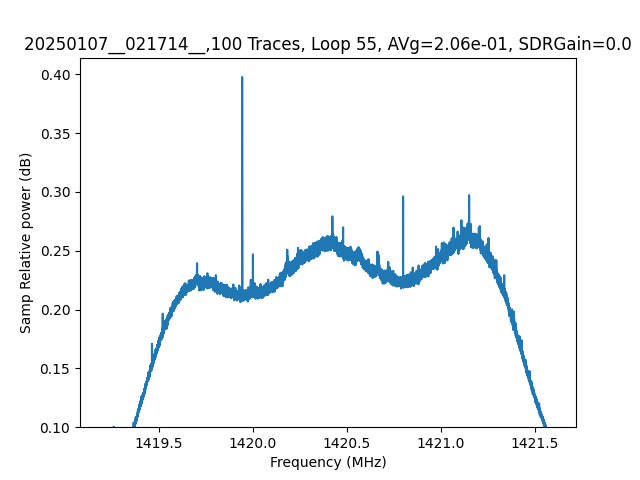 20250107__021714__,100 Traces, Loop 55, AVg=2.06e-01, SDRGain=0.0
0.40
0.35
0.30
0.25
0.20
0.15
0.10
Samp Relative power (dB)
1419.5 1420.0 1420.5 1421.0 1421.5
Frequency (MHz)